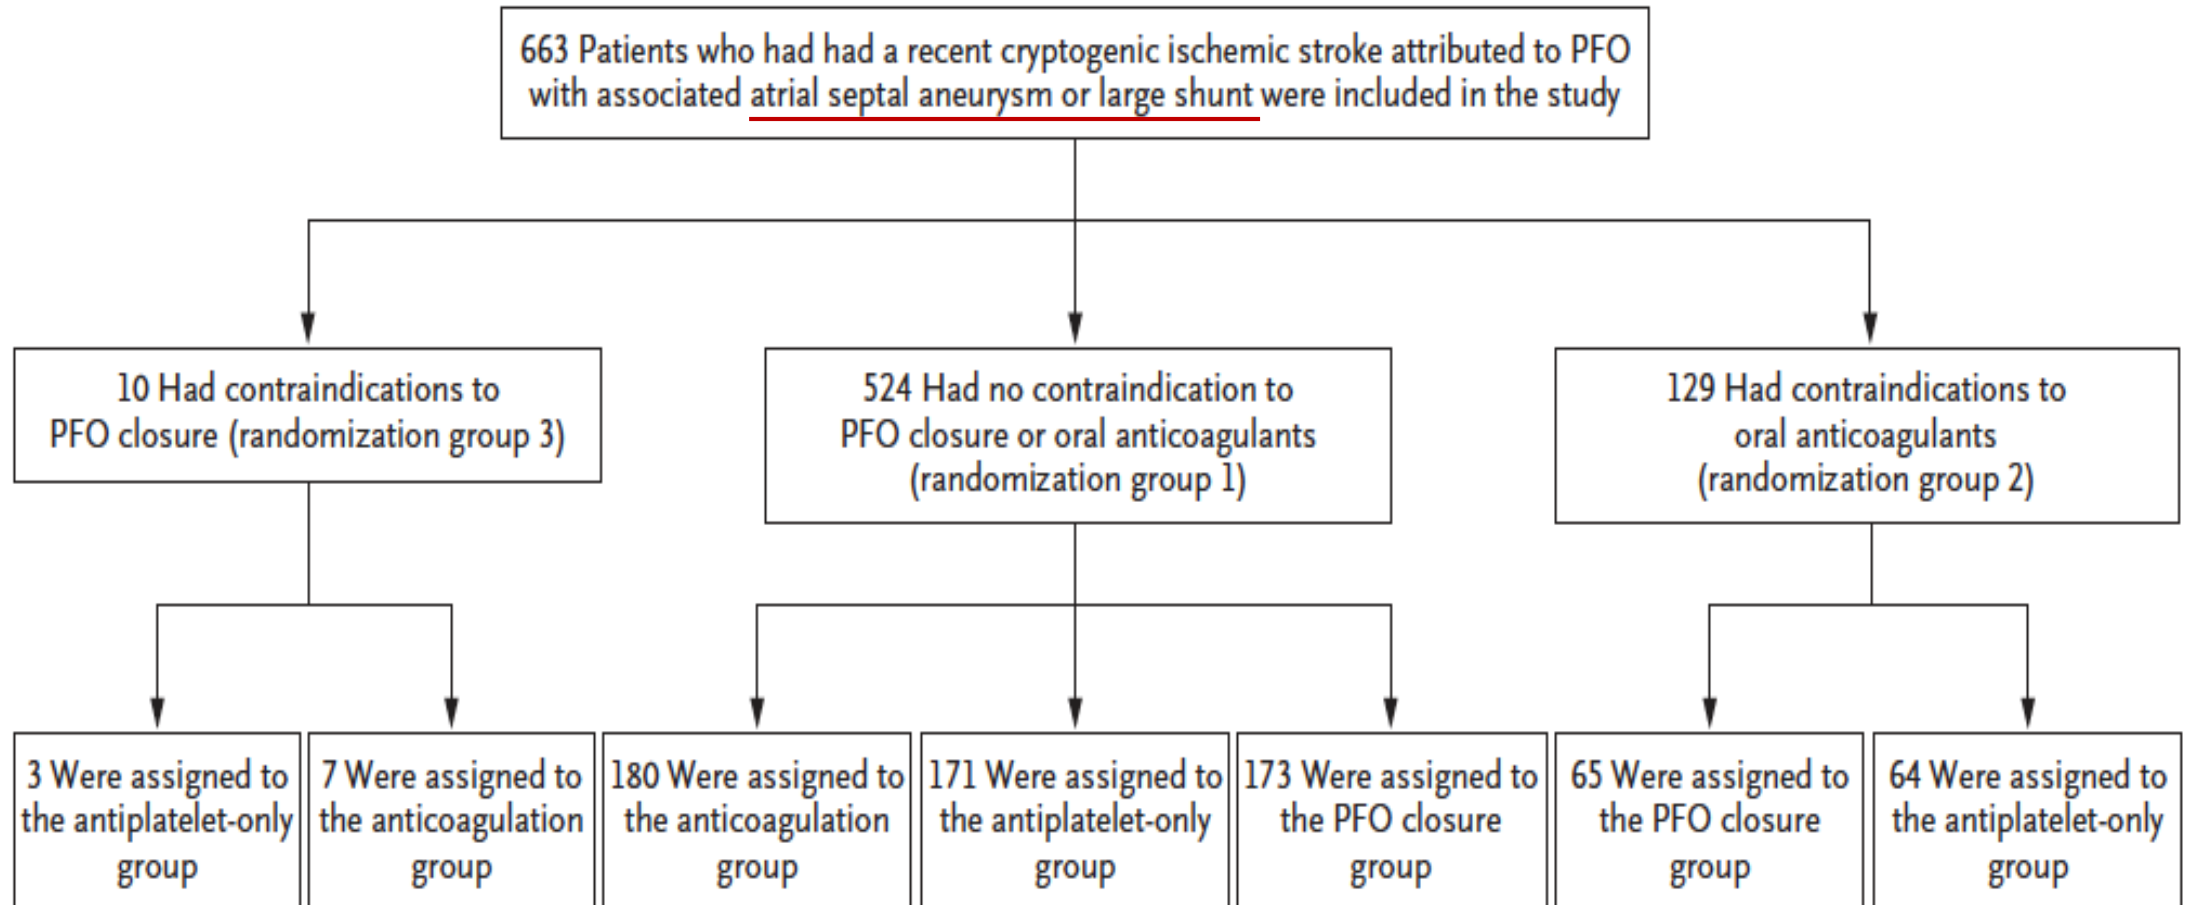 663 Patients who had had a recent cryptogenic ischemic stroke attributed to PFO
with associated atrial septal aneurysm or large shunt were included in the study
10 Had contraindications to
PFO closure (randomization group 3)
524 Had no contraindication to
PFO closure or oral anticoagulants
(randomization group 1)
129 Had contraindications to
oral anticoagulants
(randomization group 2)
3 Were assigned to
the antiplatelet-only
group
7 Were assigned to
the anticoagulation
group
180 Were assigned to
the anticoagulation
group
171 Were assigned to
the antiplatelet-only
group
173 Were assigned to
the PFO closure
group
65 Were assigned to
the PFO closure
group
64 Were assigned to
the antiplatelet-only
group